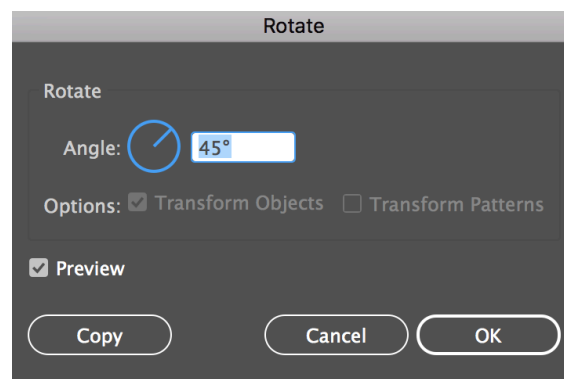 Rotate
Rotate
Angle: 45°
Options: Transform Objects Transform Patterns
Preview
Copy Cancel OK